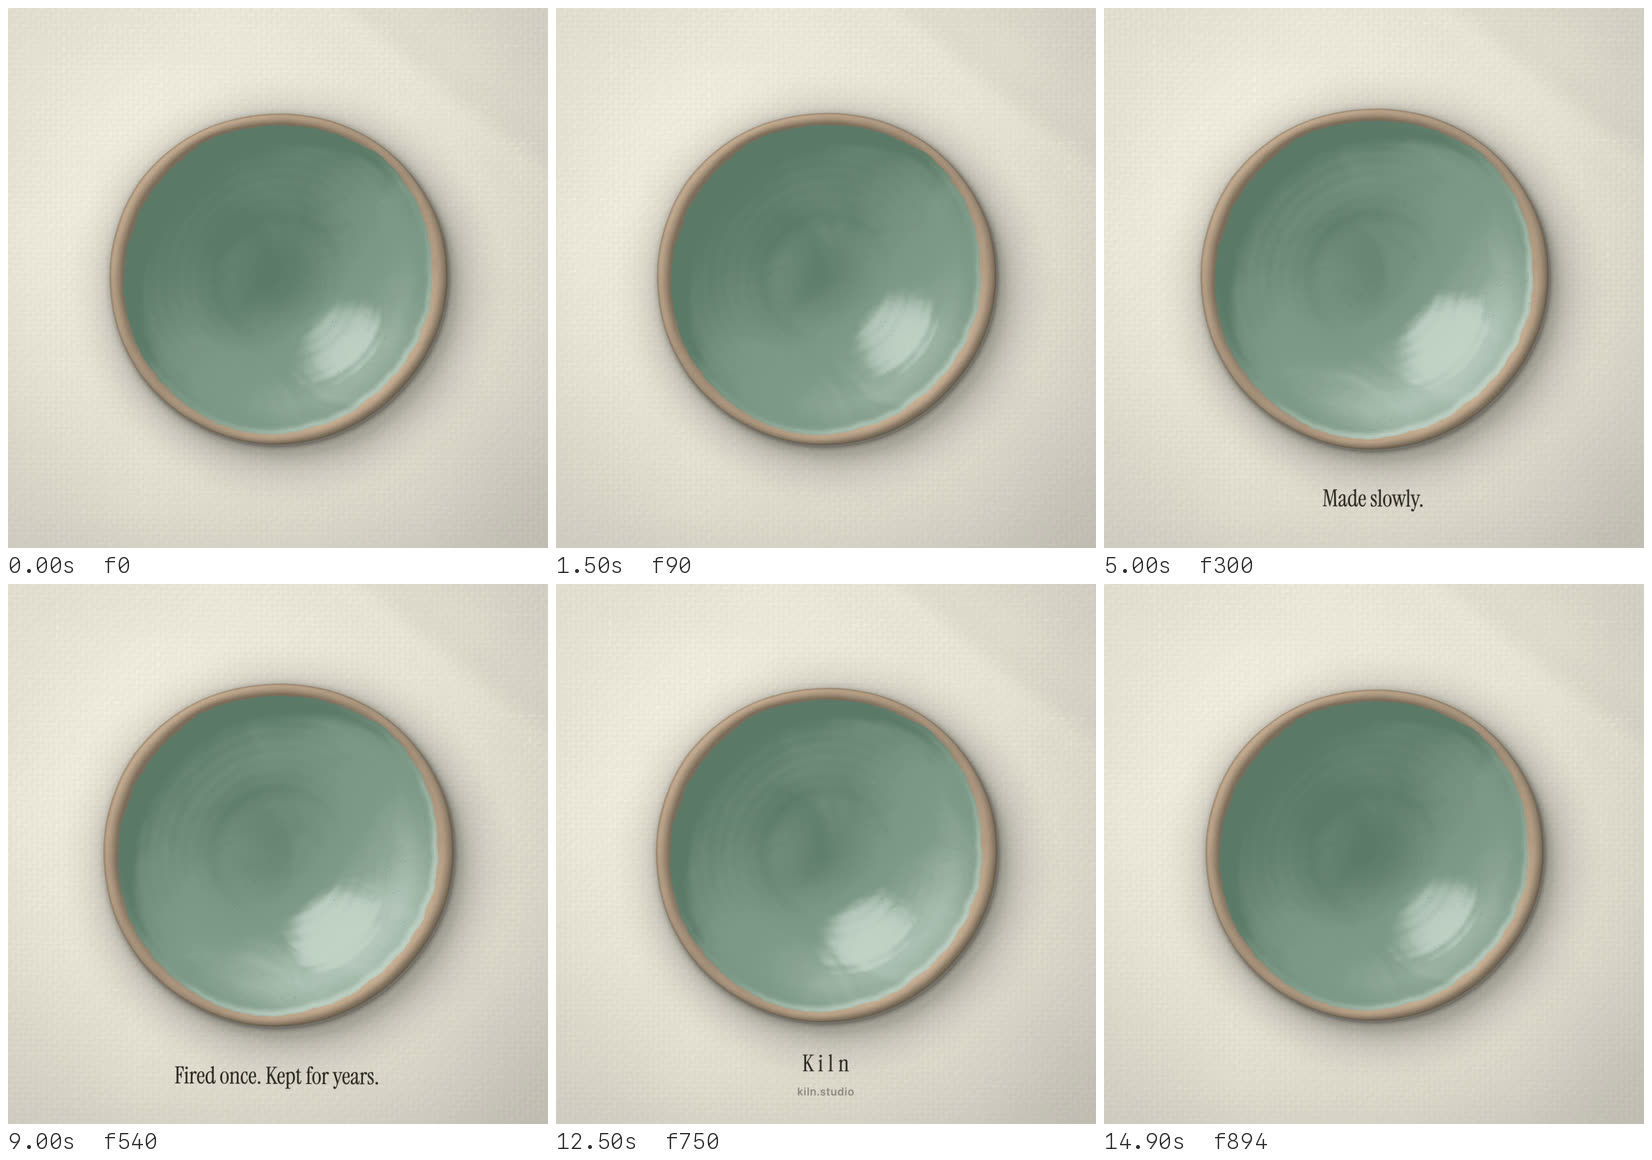 0.00s f0
1.50s f90
Made slowly.
5.00s f300
Fired once. Kept for years.
9.00s f540
Kiln
kiln.studio
12.50s f750
14.90s f894